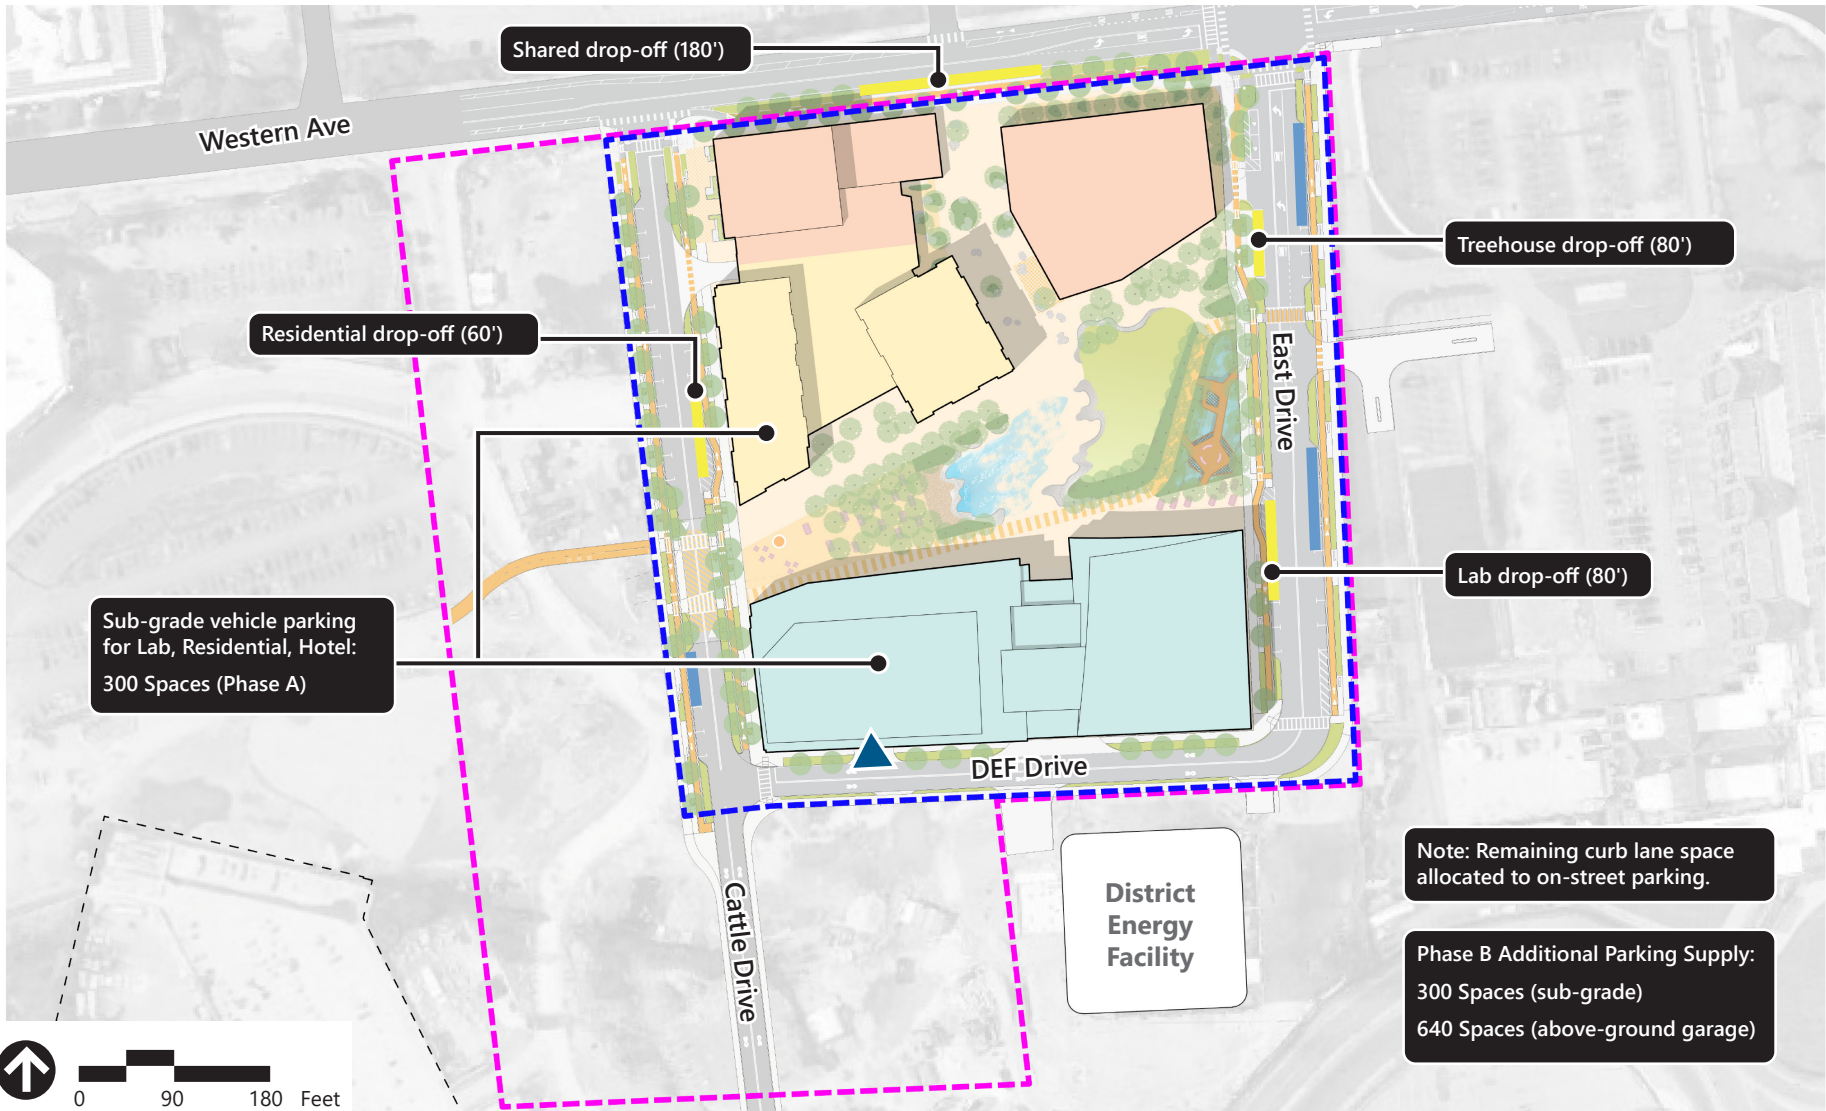 Shared drop-off (180')
Western Ave
Treehouse drop-off (80')
Residential drop-off (60')
East Drive
Lab drop-off (80')
Sub-grade vehicle parking
for Lab, Residential, Hotel:
300 Spaces (Phase A)
DEF Drive
Cattle Drive
District
Energy
Facility
Note: Remaining curb lane space
allocated to on-street parking.
Phase B Additional Parking Supply:
300 Spaces (sub-grade)
640 Spaces (above-ground garage)
0 90 180 Feet